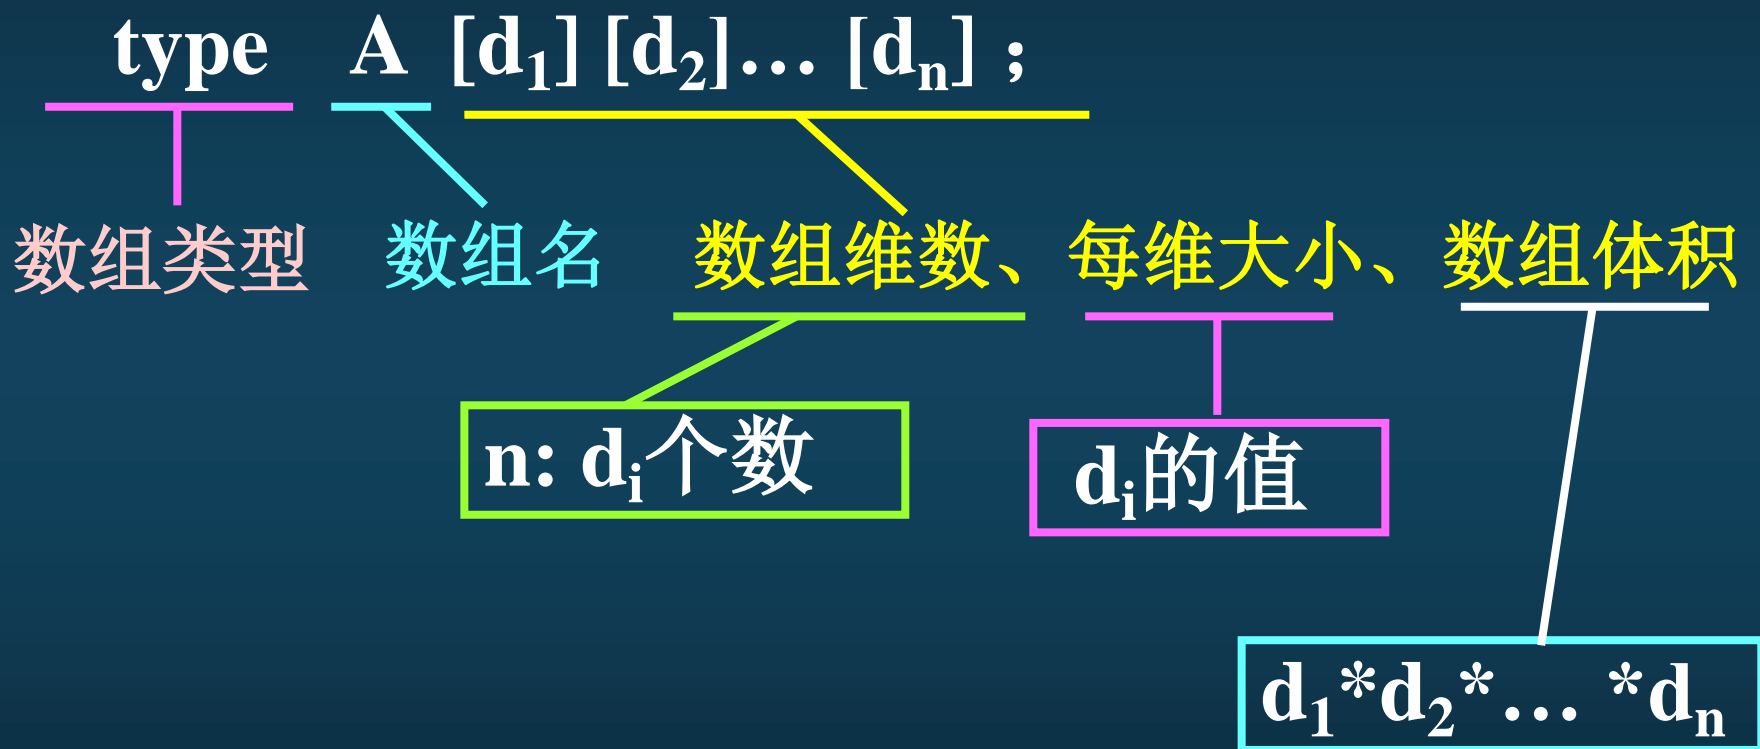 type A [d₁] [d₂]… [dₙ] ;
数组类型 数组名 数组维数、每维大小、数组体积
n: dᵢ个数
dᵢ的值
d₁*d₂*… *dₙ